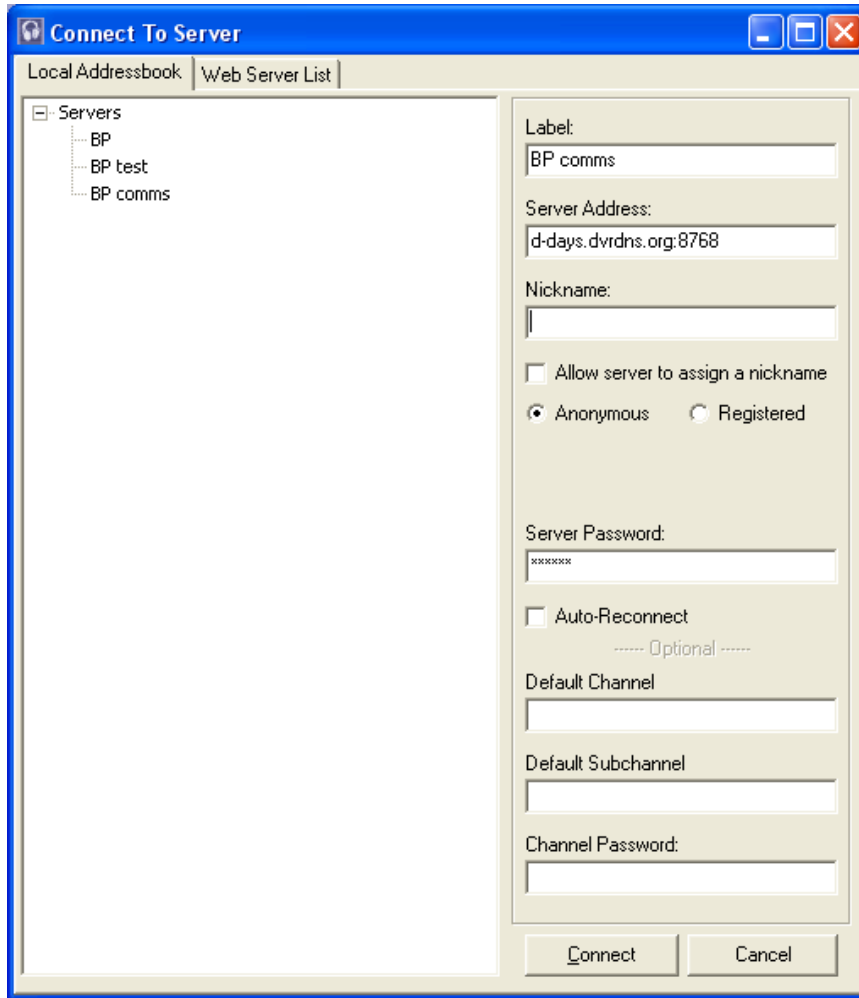 Connect To Server
Local Addressbook
Web Server List
Servers
BP
BP test
BP comms
Label:
BP comms
Server Address:
d-days.dvrdns.org:8768
Nickname:
Allow server to assign a nickname
Anonymous
Registered
Server Password:
××××××
Auto-Reconnect
------ Optional ------
Default Channel
Default Subchannel
Channel Password:
Connect
Cancel